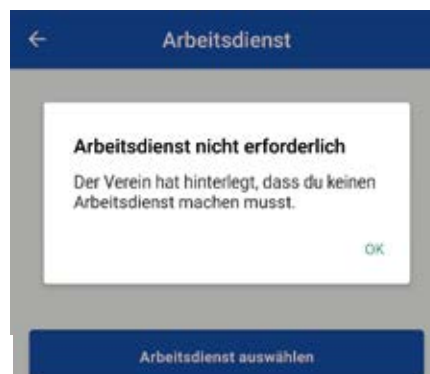 Arbeitsdienst
Arbeitsdienst nicht erforderlich
Der Verein hat hinterlegt, dass du keinen
Arbeitsdienst machen musst.
OK
Arbeitsdienst auswählen